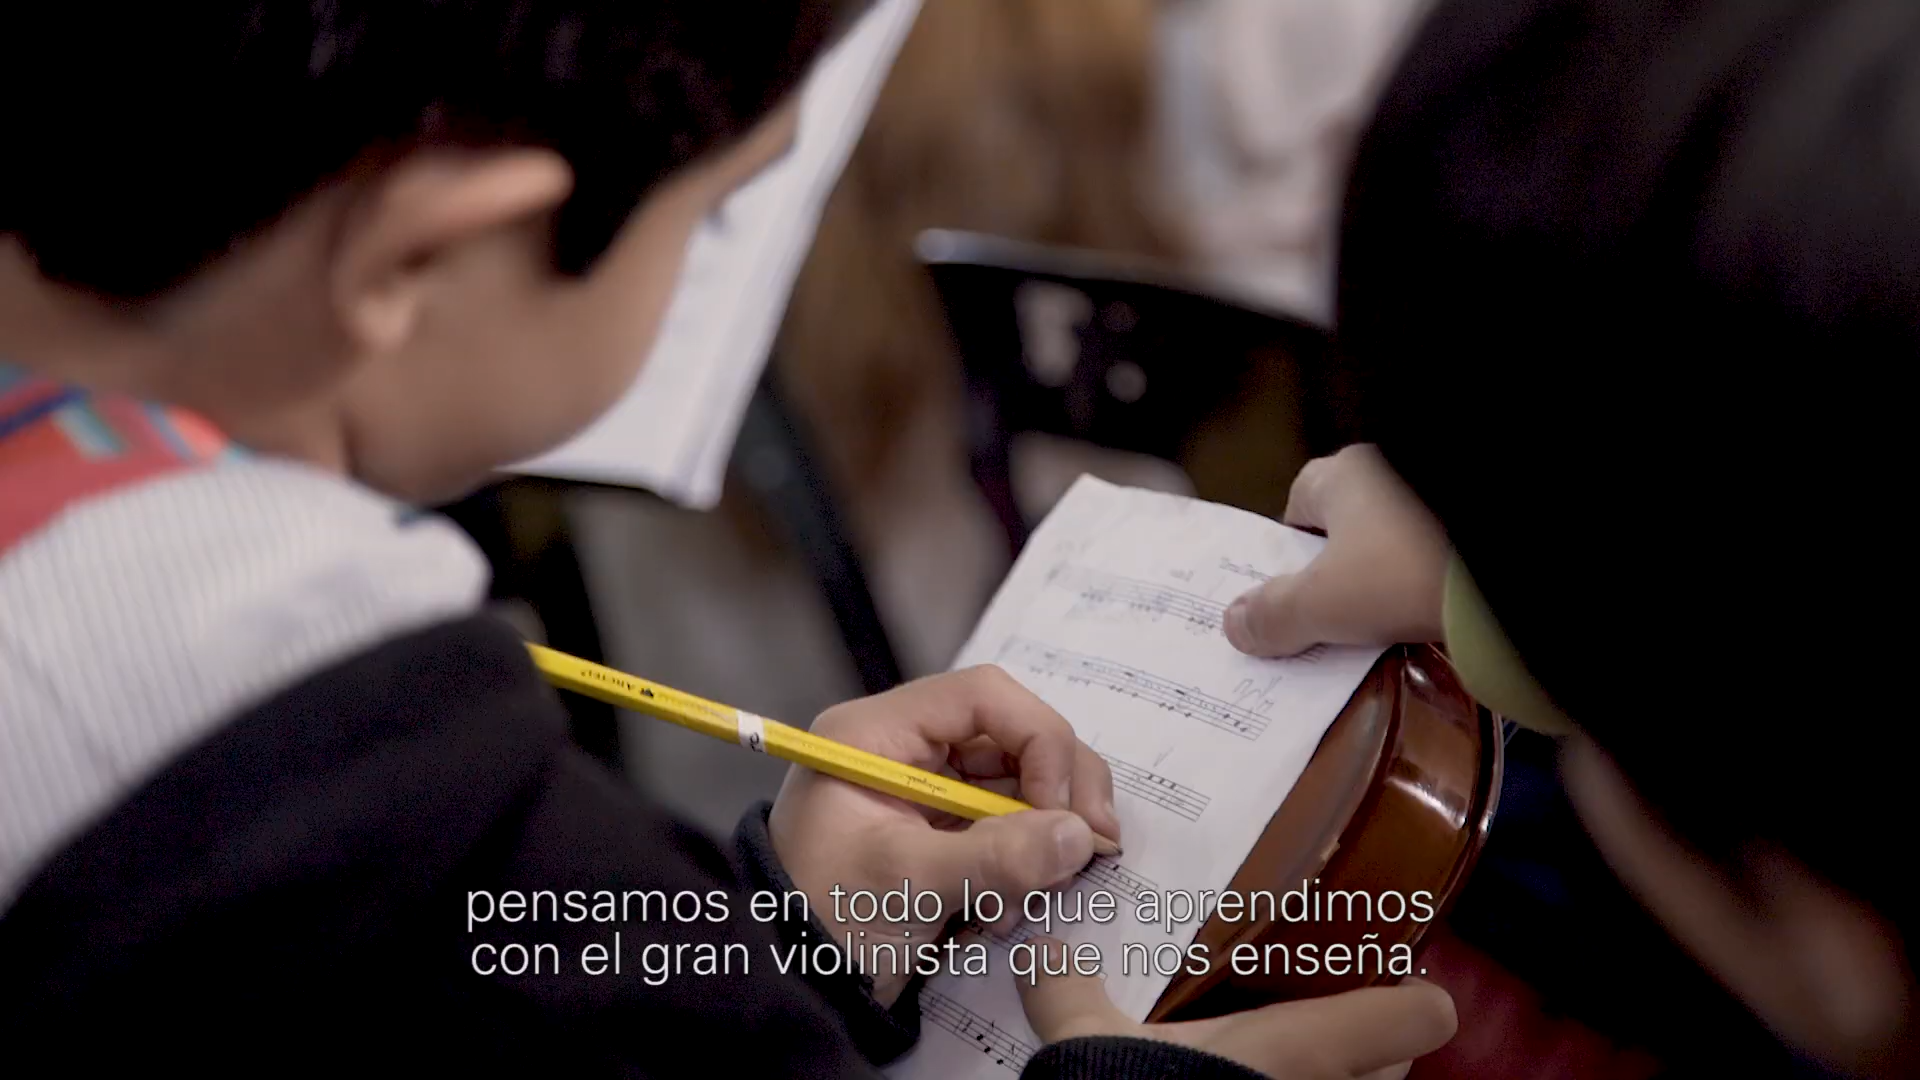 pensamos en todo lo que aprendimos
con el gran violinista que nos enseña.